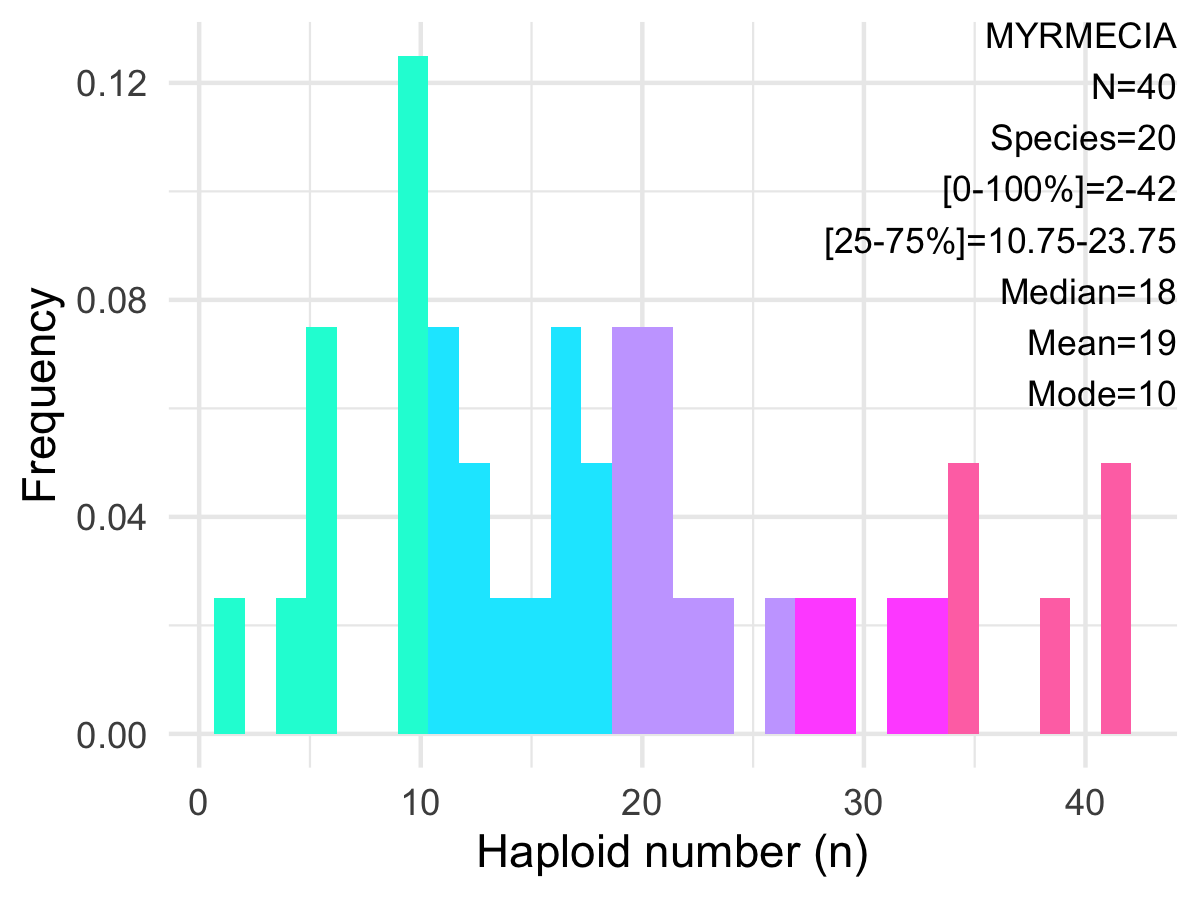 MYRMECIA
N=40
Species=20
[0-100%]=2-42
[25-75%]=10.75-23.75
Median=18
Mean=19
Mode=10
Frequency
0.12
0.08
0.04
0.00
0 10 20 30 40
Haploid number (n)